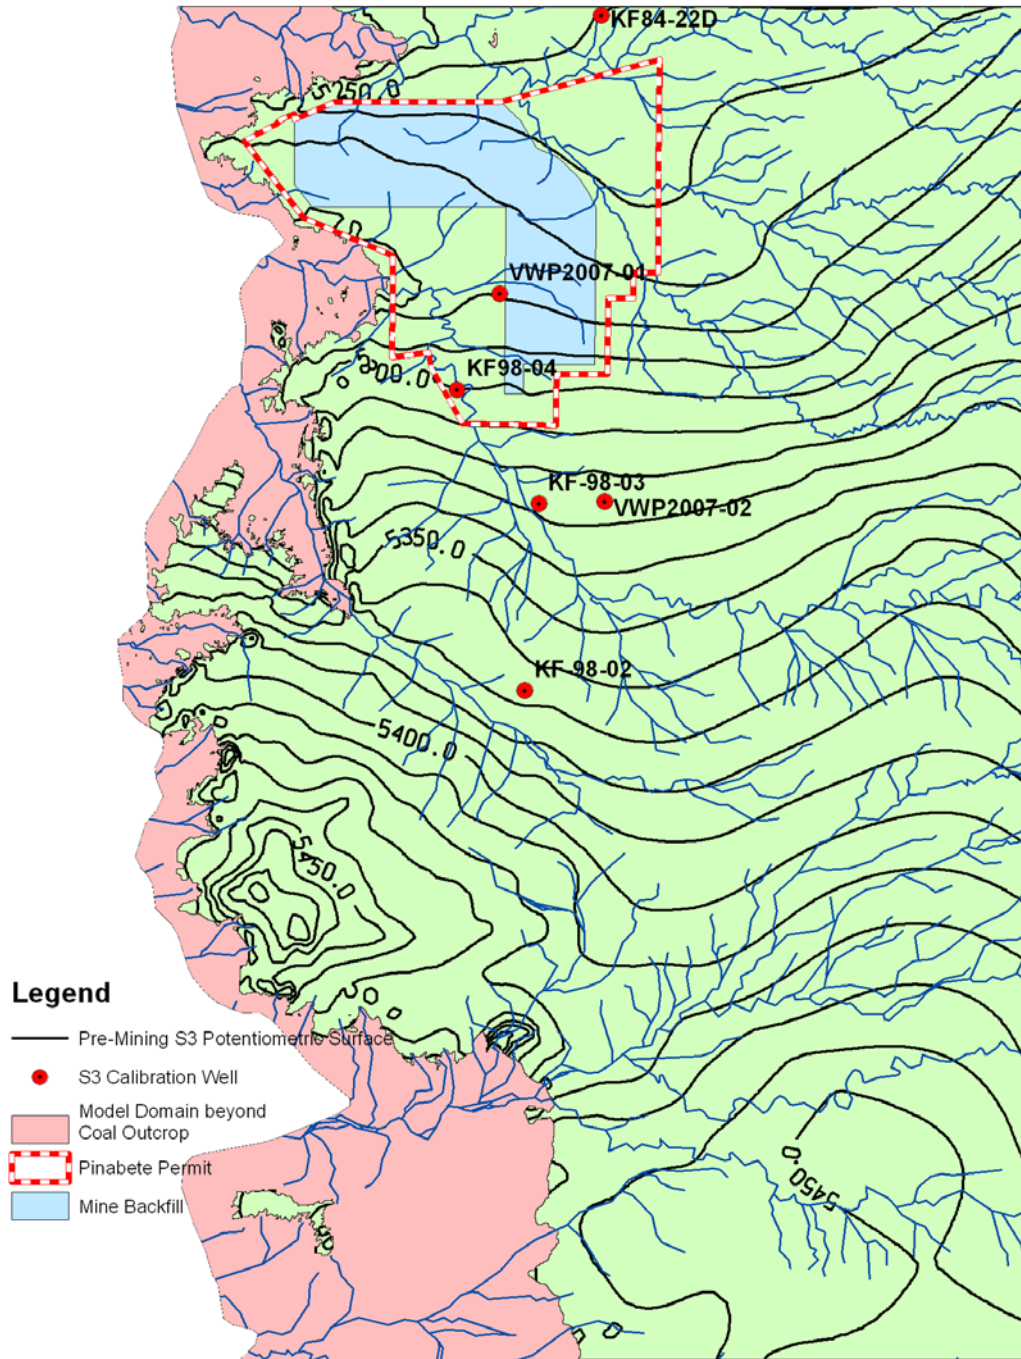 KF84-22D
5250.0
VWP2007-01
5300.0
KF98-04
KF-98-03
VWP2007-02
5350.0
KF-98-02
5400.0
5450.0
Legend
Pre-Mining S3 Potentiometric Surface
S3 Calibration Well
Model Domain beyond
Coal Outcrop
Pinabete Permit
Mine Backfill
5450.0